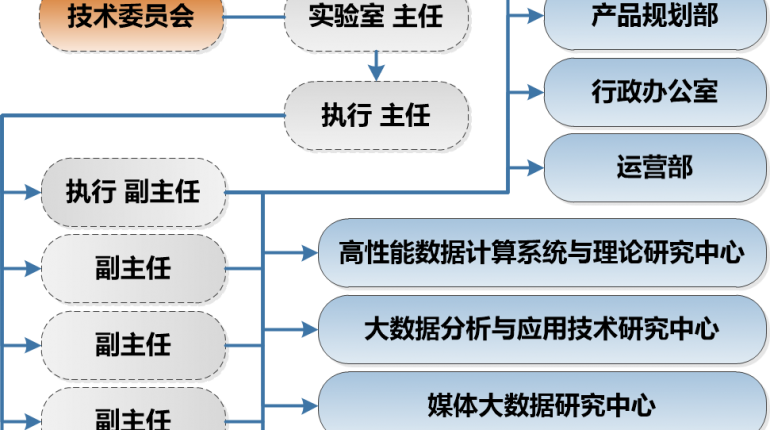 技术委员会
实验室 主任
产品规划部
执行 主任
行政办公室
运营部
执行 副主任
副主任
高性能数据计算系统与理论研究中心
副主任
大数据分析与应用技术研究中心
副主任
媒体大数据研究中心